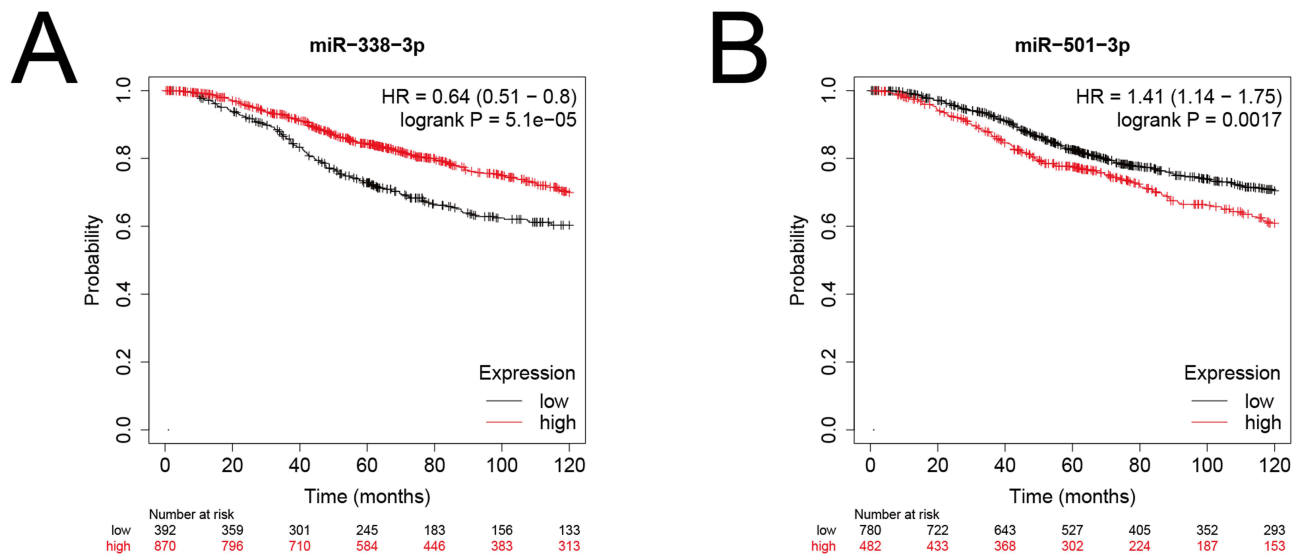 A
miR−338−3p
HR = 0.64 (0.51 − 0.8)
logrank P = 5.1e−05
Probability
1.0
0.8
0.6
0.4
0.2
0.0
Expression
low
high
0 20 40 60 80 100 120
Time (months)
Number at risk
low 392 359 301 245 183 156 133
high 870 796 710 584 446 383 313
B
miR−501−3p
HR = 1.41 (1.14 − 1.75)
logrank P = 0.0017
Probability
1.0
0.8
0.6
0.4
0.2
0.0
Expression
low
high
0 20 40 60 80 100 120
Time (months)
Number at risk
low 780 722 643 527 405 352 293
high 482 433 368 302 224 187 153